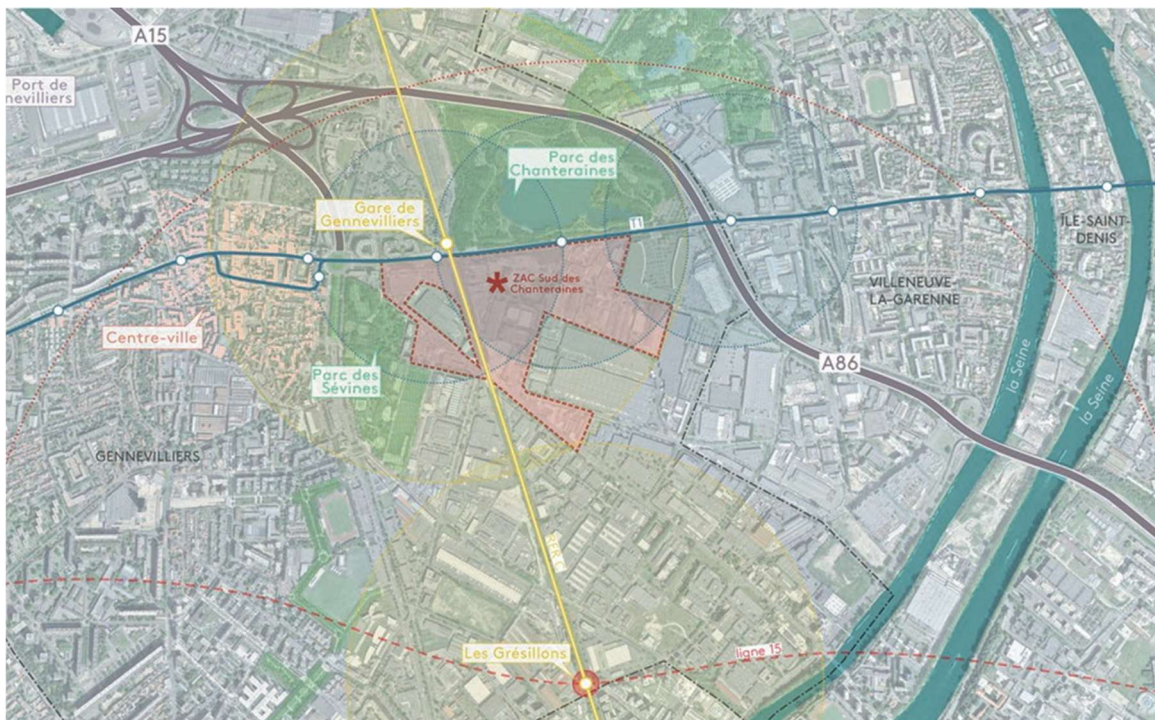 A15
Port de
nevilliers
Parc des
Chanteraines
Gare de
Gennevilliers
T1
ÎLE-SAINT-
DENIS
ZAC Sud des
Chanteraines
VILLENEUVE-
LA-GARENNE
Centre-ville
Parc des
Sévines
A86
la Seine
la Seine
GENNEVILLIERS
RER C
Les Grésillons
ligne 15